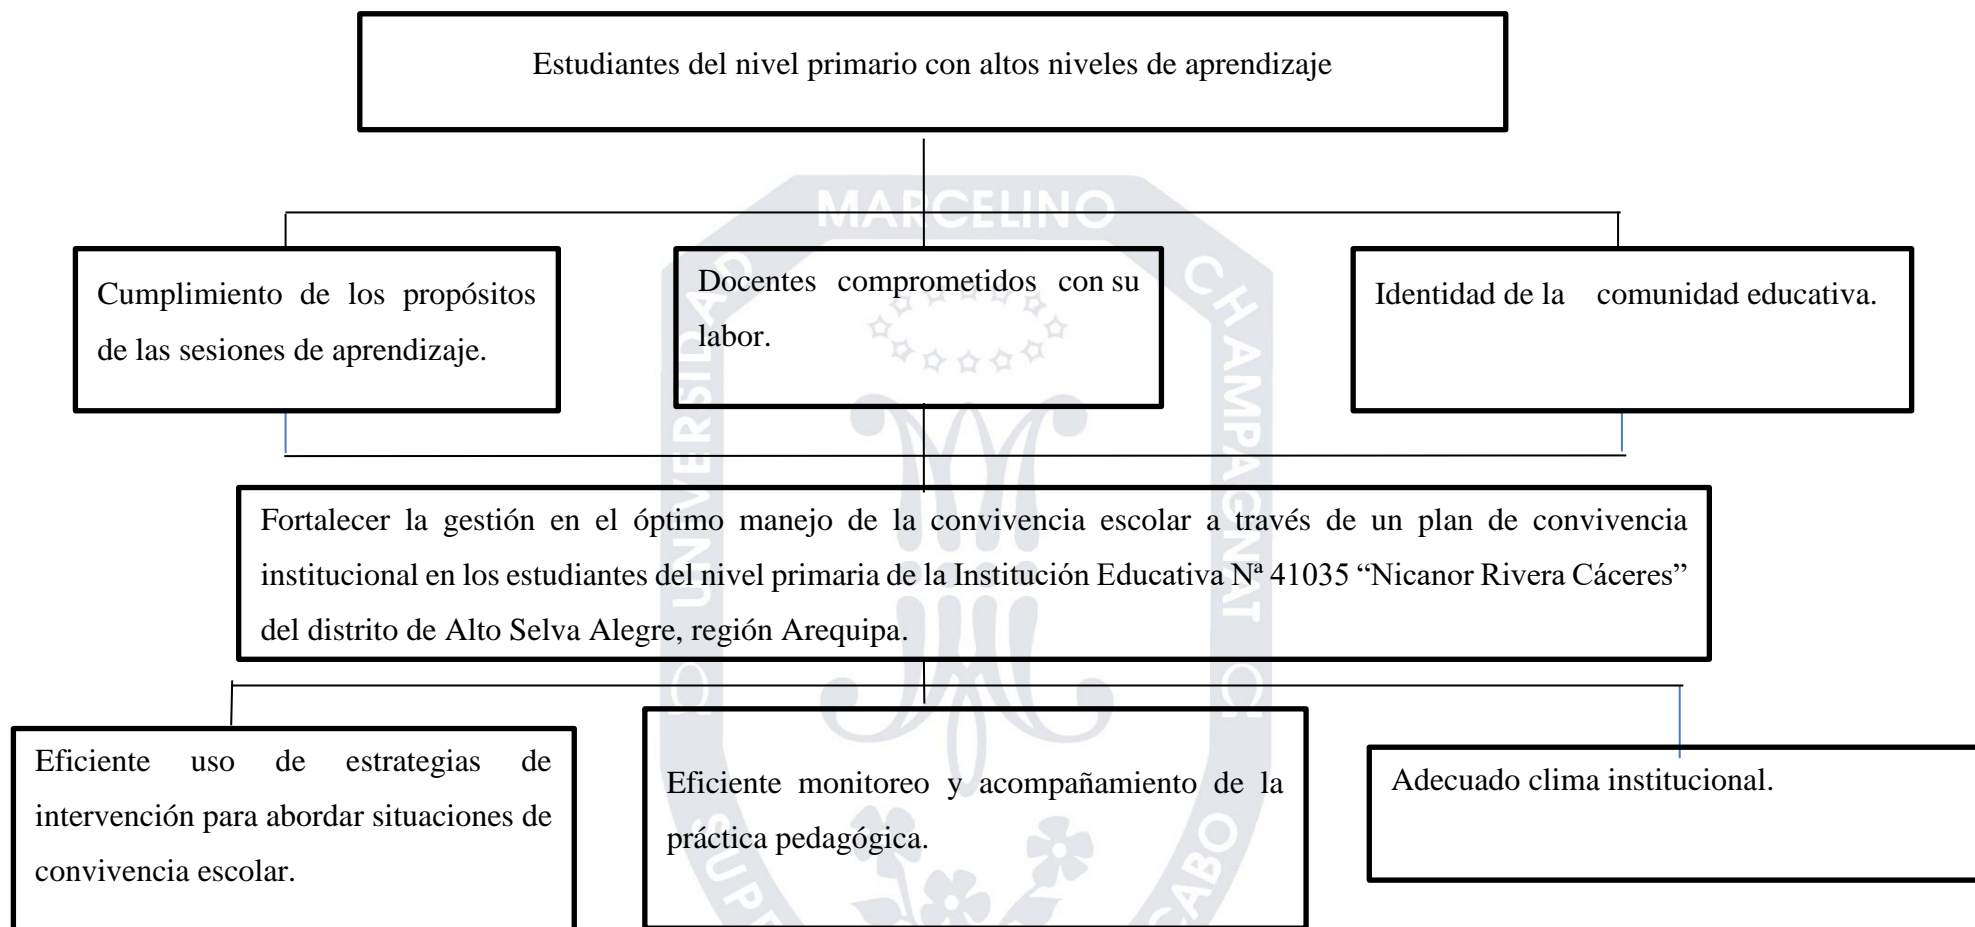 Estudiantes del nivel primario con altos niveles de aprendizaje
MARCELINO
CHAMPAGNAT
UNIVERSIDAD
Cumplimiento de los propósitos
de las sesiones de aprendizaje.
Docentes comprometidos con su
labor.
Identidad de la comunidad educativa.
Fortalecer la gestión en el óptimo manejo de la convivencia escolar a través de un plan de convivencia
institucional en los estudiantes del nivel primaria de la Institución Educativa Nª 41035 “Nicanor Rivera Cáceres”
del distrito de Alto Selva Alegre, región Arequipa.
Eficiente uso de estrategias de
intervención para abordar situaciones de
convivencia escolar.
Eficiente monitoreo y acompañamiento de la
práctica pedagógica.
Adecuado clima institucional.